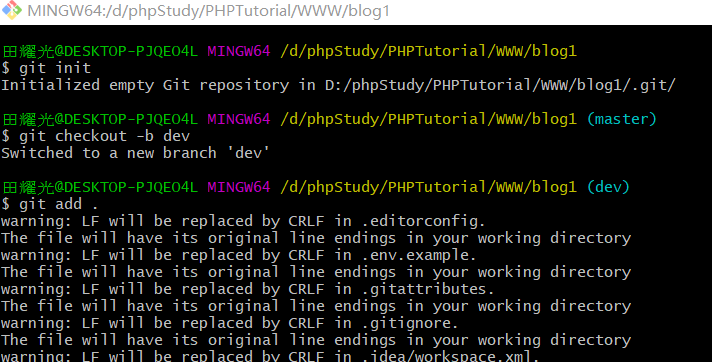 MINGW64:/d/phpStudy/PHPTutorial/WWW/blog1
田耀光@DESKTOP-PJQEO4L MINGW64 /d/phpStudy/PHPTutorial/WWW/blog1
$ git init
Initialized empty Git repository in D:/phpStudy/PHPTutorial/WWW/blog1/.git/
田耀光@DESKTOP-PJQEO4L MINGW64 /d/phpStudy/PHPTutorial/WWW/blog1 (master)
$ git checkout -b dev
Switched to a new branch 'dev'
田耀光@DESKTOP-PJQEO4L MINGW64 /d/phpStudy/PHPTutorial/WWW/blog1 (dev)
$ git add .
warning: LF will be replaced by CRLF in .editorconfig.
The file will have its original line endings in your working directory
warning: LF will be replaced by CRLF in .env.example.
The file will have its original line endings in your working directory
warning: LF will be replaced by CRLF in .gitattributes.
The file will have its original line endings in your working directory
warning: LF will be replaced by CRLF in .gitignore.
The file will have its original line endings in your working directory
warning: LF will be replaced by CRLF in .idea/workspace.xml.